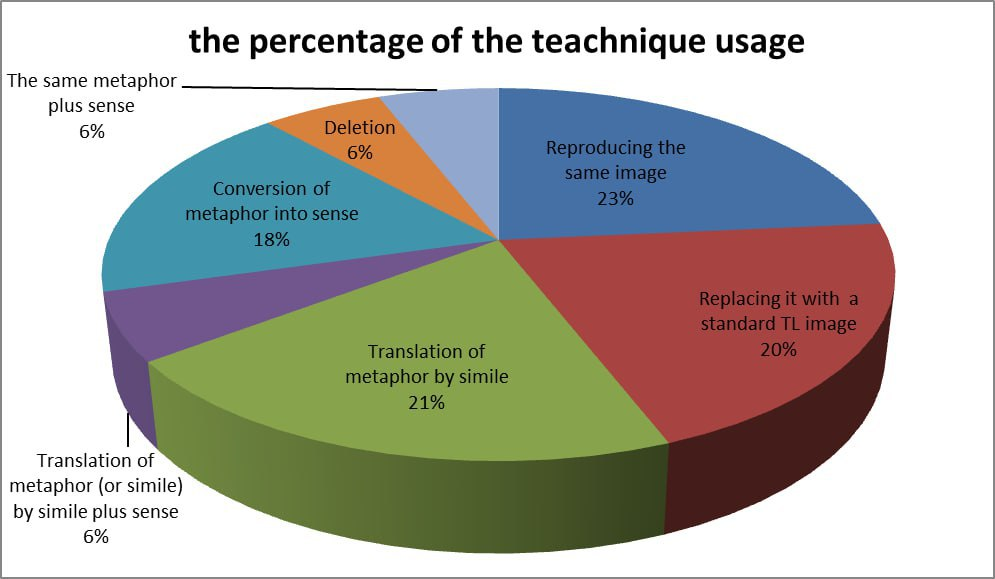 the percentage of the teachnique usage
The same metaphor
plus sense
6%
Deletion
6%
Reproducing the
same image
23%
Conversion of
metaphor into sense
18%
Replacing it with a
standard TL image
20%
Translation of
metaphor by simile
21%
Translation of
metaphor (or simile)
by simile plus sense
6%